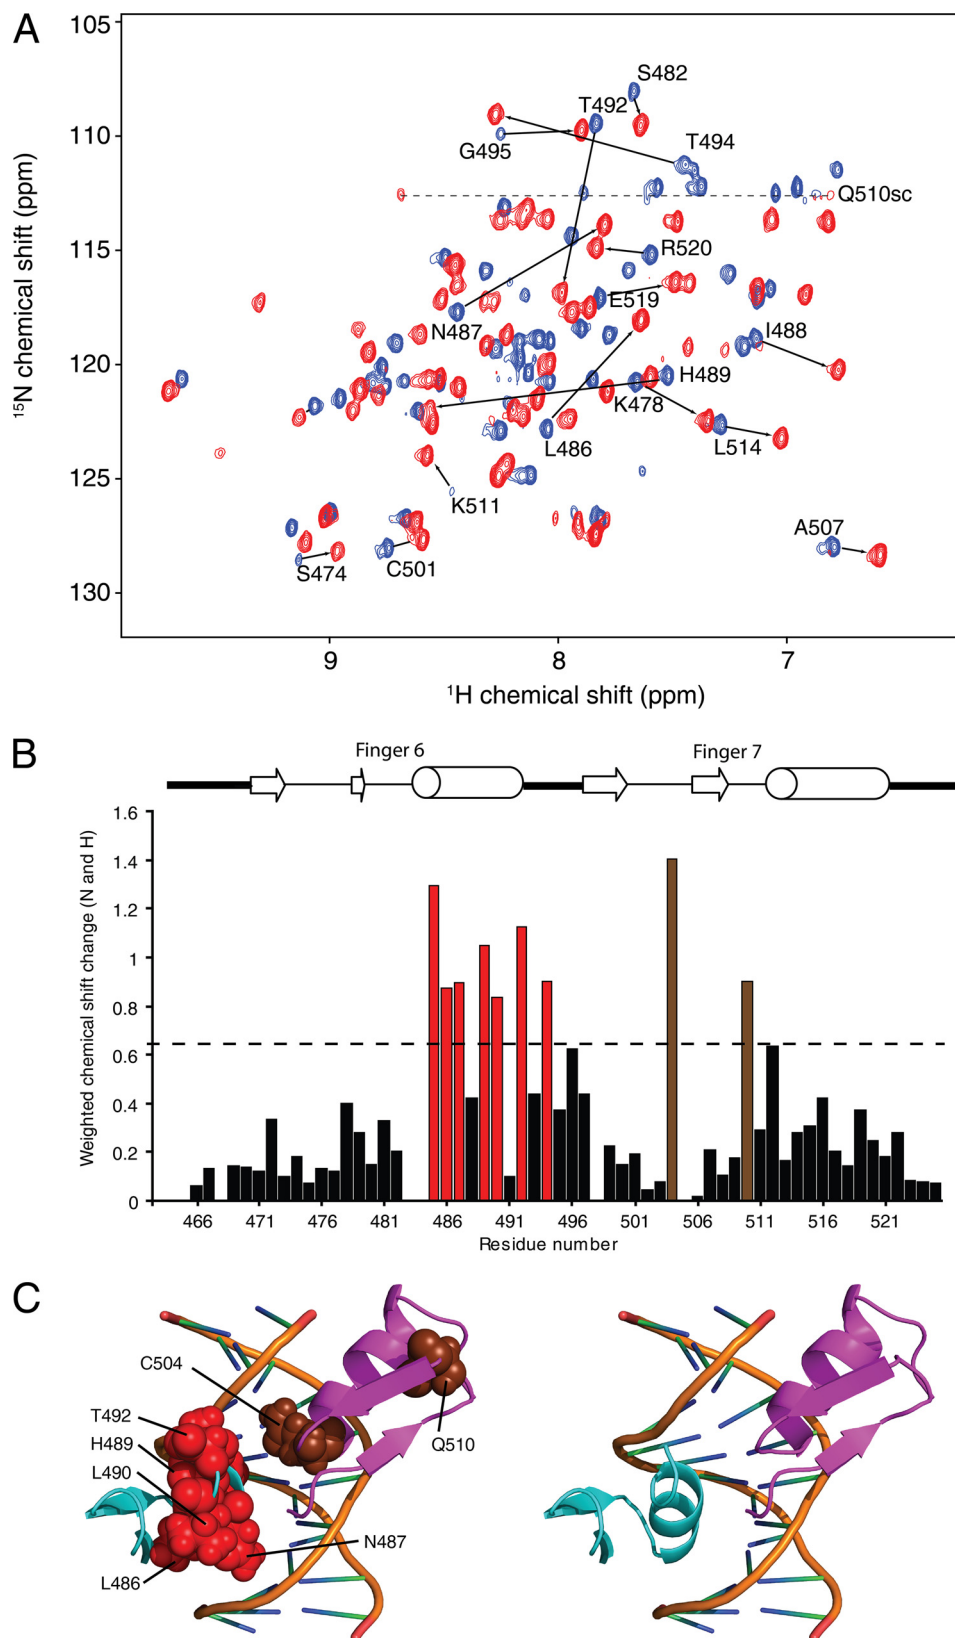 A
105
110
115
120
125
130
¹⁵N chemical shift (ppm)
S482
T492
G495
T494
Q510sc
R520
E519
N487
I488
H489
K478
L486
L514
K511
A507
S474
C501
9
8
7
¹H chemical shift (ppm)
B
Finger 6
Finger 7
1.6
1.4
1.2
1
0.8
0.6
0.4
0.2
0
Weighted chemical shift change (N and H)
466
471
476
481
486
491
496
501
506
511
516
521
Residue number
C
C504
T492
H489
L490
Q510
N487
L486